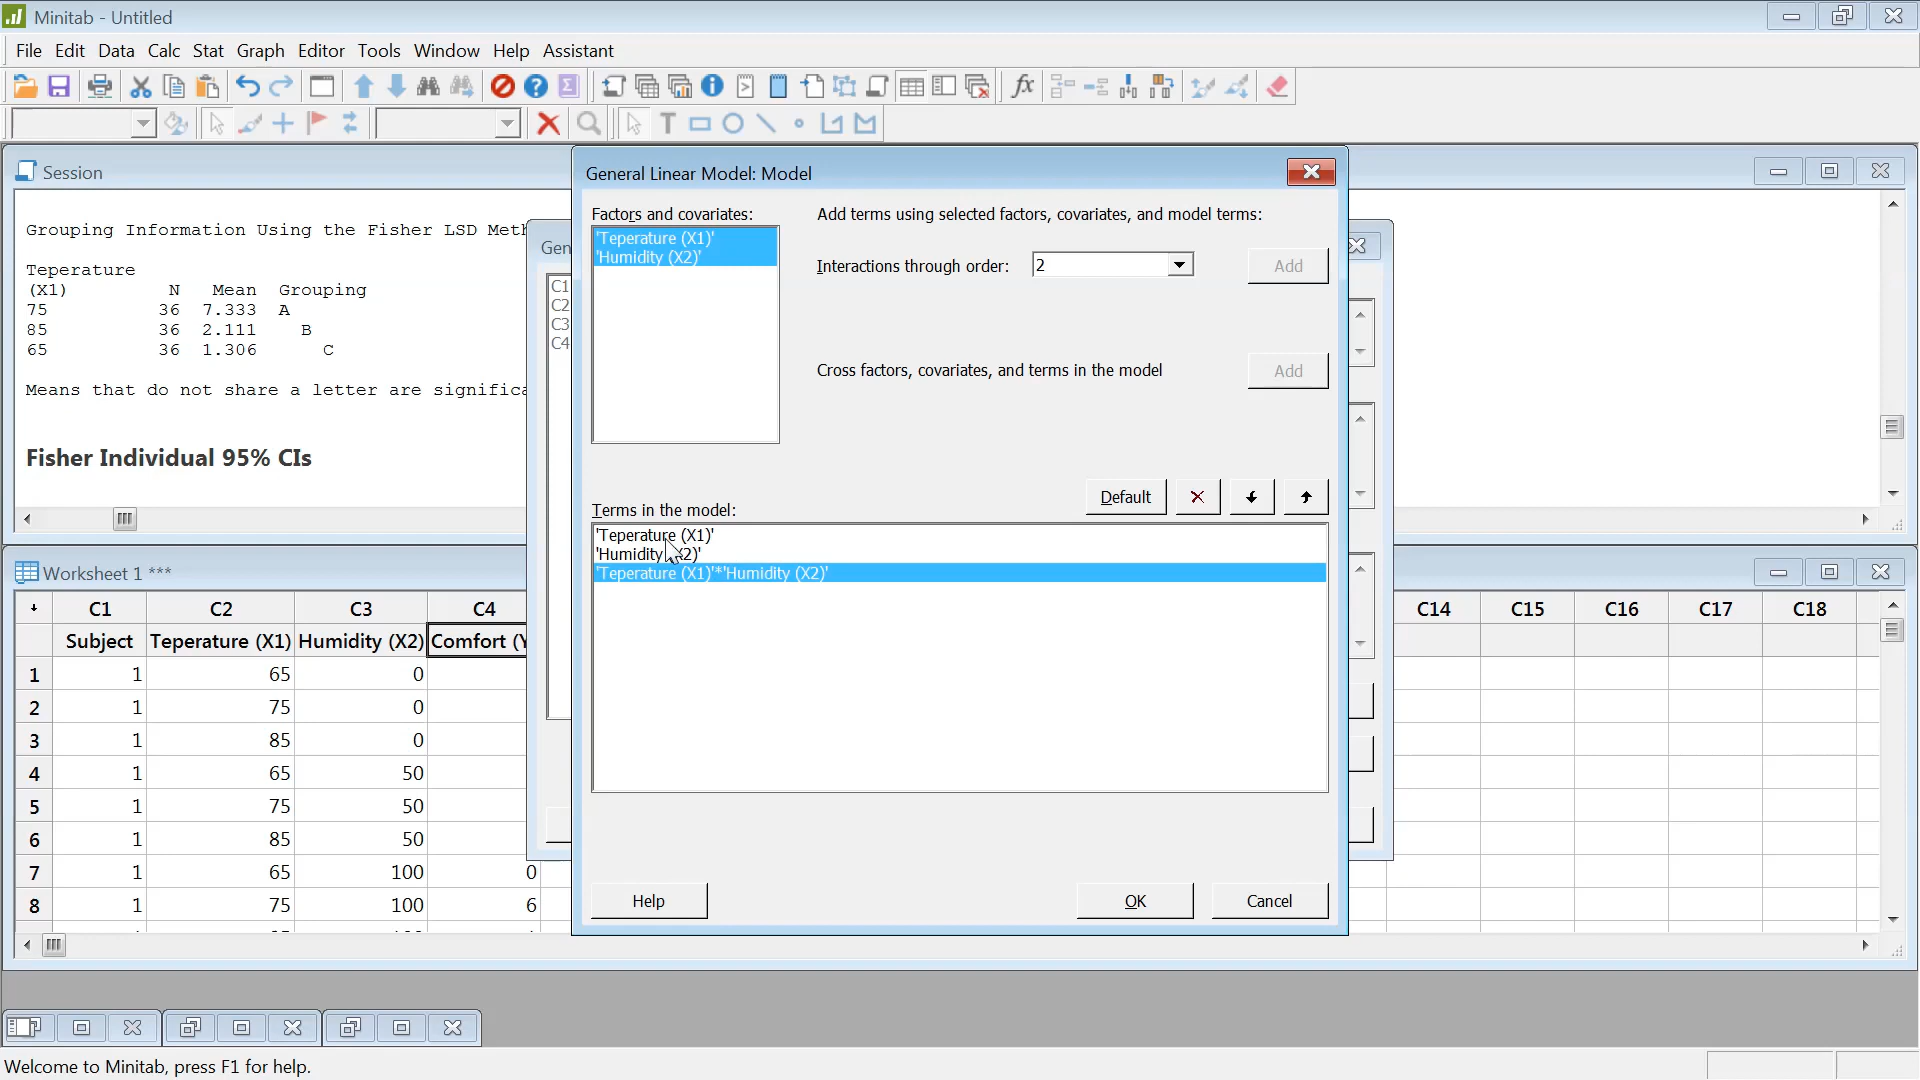 Minitab - Untitled
File Edit Data Calc Stat Graph Editor Tools Window Help Assistant
Session
Grouping Information Using the Fisher LSD Meth
Teperature
(X1) N Mean Grouping
75 36 7.333 A
85 36 2.111 B
65 36 1.306 C
Means that do not share a letter are significa
Fisher Individual 95% CIs
Gen
C1
C2
C3
C4
General Linear Model: Model
Factors and covariates:
'Teperature (X1)'
'Humidity (X2)'
Add terms using selected factors, covariates, and model terms:
Interactions through order: 2 Add
Cross factors, covariates, and terms in the model Add
Default
Terms in the model:
'Teperature (X1)'
'Humidity (X2)'
'Teperature (X1)'*'Humidity (X2)'
Help OK Cancel
Worksheet 1 ***
C1 C2 C3 C4 C14 C15 C16 C17 C18
Subject Teperature (X1) Humidity (X2) Comfort (Y
1 1 65 0
2 1 75 0
3 1 85 0
4 1 65 50
5 1 75 50
6 1 85 50
7 1 65 100 0
8 1 75 100 6
Welcome to Minitab, press F1 for help.